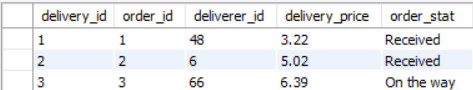 delivery_id order_id deliverer_id delivery_price order_stat
1 1 48 3.22 Received
2 2 6 5.02 Received
3 3 66 6.39 On the way